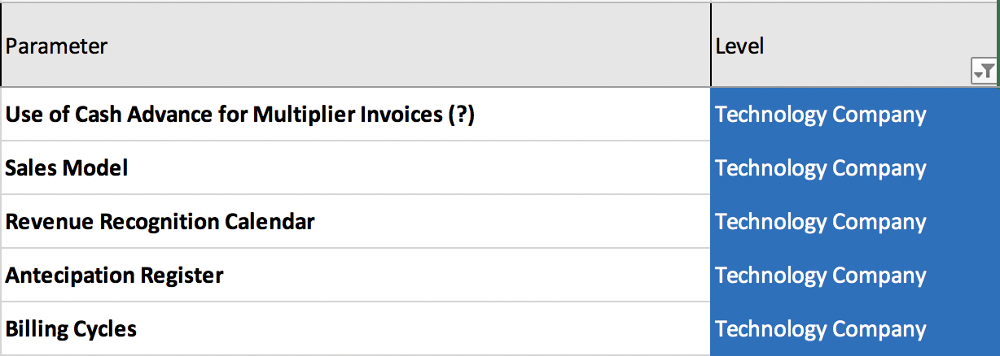 Parameter Level
Use of Cash Advance for Multiplier Invoices (?) Technology Company
Sales Model Technology Company
Revenue Recognition Calendar Technology Company
Antecipation Register Technology Company
Billing Cycles Technology Company